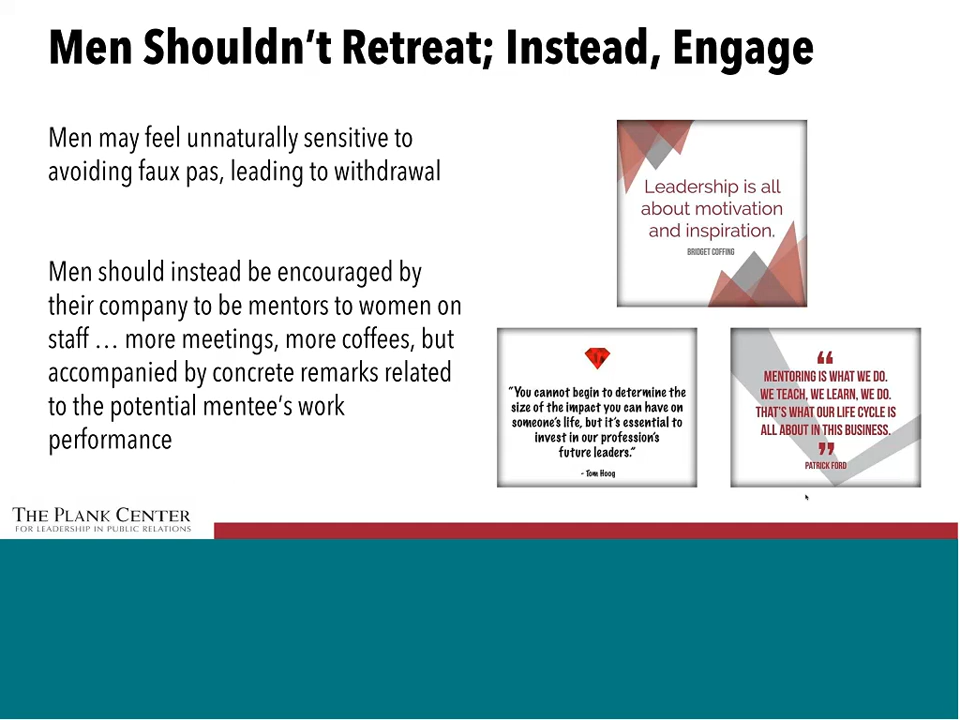 Men Shouldn’t Retreat; Instead, Engage
Men may feel unnaturally sensitive to
avoiding faux pas, leading to withdrawal
Men should instead be encouraged by
their company to be mentors to women on
staff … more meetings, more coffees, but
accompanied by concrete remarks related
to the potential mentee’s work
performance
Leadership is all
about motivation
and inspiration.
BRIDGET COFFING
“You cannot begin to determine the
size of the impact you can have on
someone’s life, but it’s essential to
invest in our profession’s
future leaders.”
- Tom Hoog
“
MENTORING IS WHAT WE DO.
WE TEACH, WE LEARN, WE DO.
THAT’S WHAT OUR LIFE CYCLE IS
ALL ABOUT IN THIS BUSINESS.
”
PATRICK FORD
THE PLANK CENTER
FOR LEADERSHIP IN PUBLIC RELATIONS